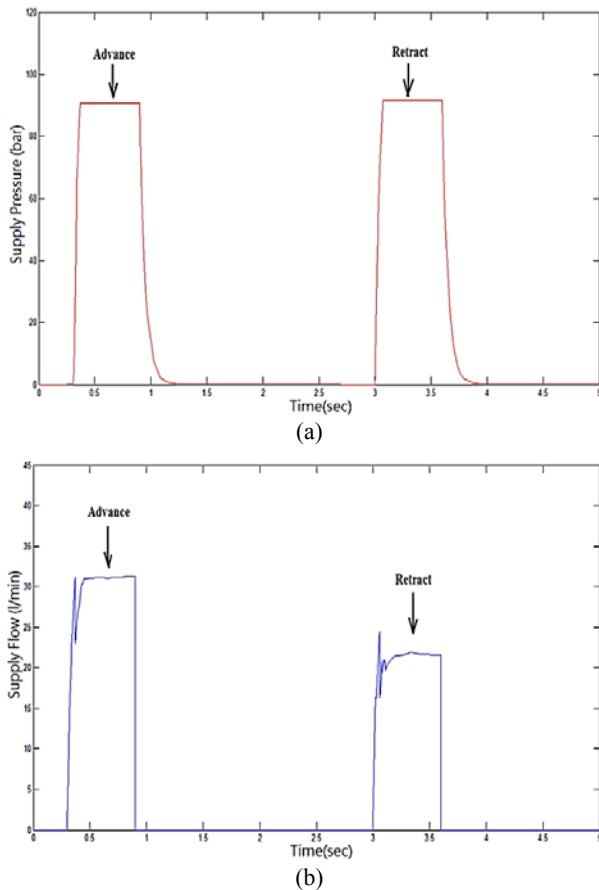 120
Advance
Retract
100
80
60
40
20
0
Supply Pressure (bar)
0 0.5 1 1.5 2 2.5 3 3.5 4 4.5 5
Time(sec)
(a)
45
40
35
30
25
20
15
10
5
0
Advance
Retract
Supply Flow (l/min)
0 0.5 1 1.5 2 2.5 3 3.5 4 4.5 5
Time(sec)
(b)